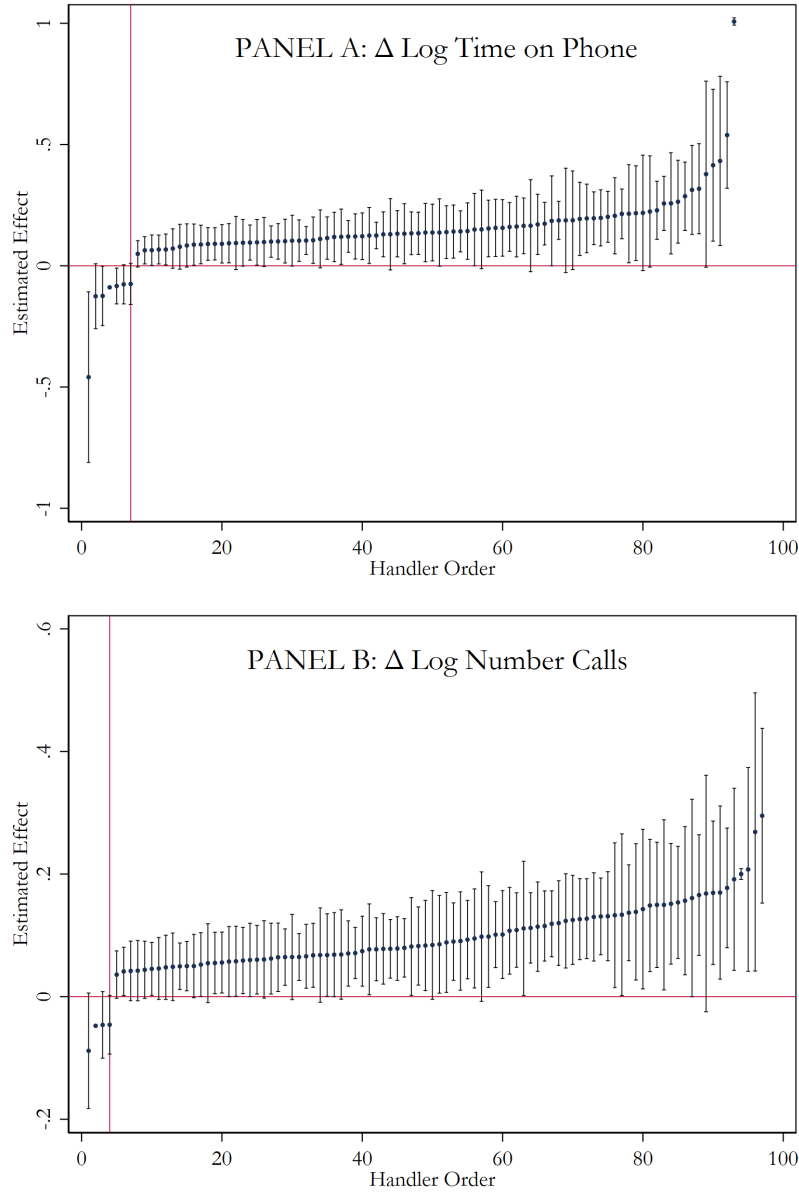 PANEL A: Δ Log Time on Phone
Estimated Effect
1
.5
0
-.5
-1
0 20 40 60 80 100
Handler Order
PANEL B: Δ Log Number Calls
Estimated Effect
.6
.4
.2
0
-.2
0 20 40 60 80 100
Handler Order